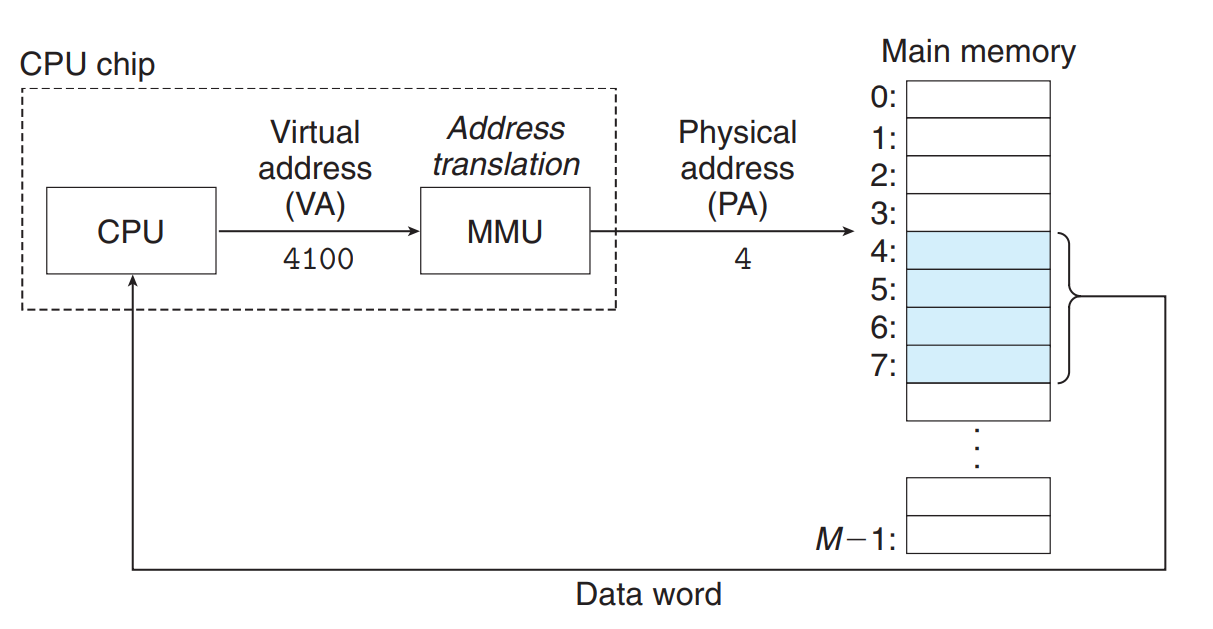 CPU chip
Main memory
Virtual
address
(VA)
4100
Address
translation
Physical
address
(PA)
4
CPU
MMU
0:
1:
2:
3:
4:
5:
6:
7:
.
.
.
M−1:
Data word